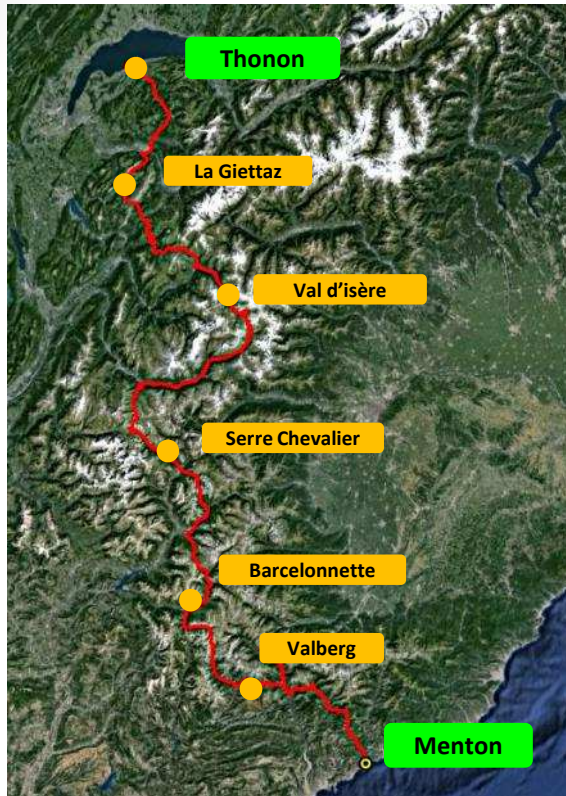 Thonon
La Giettaz
Val d’isère
Serre Chevalier
Barcelonnette
Valberg
Menton